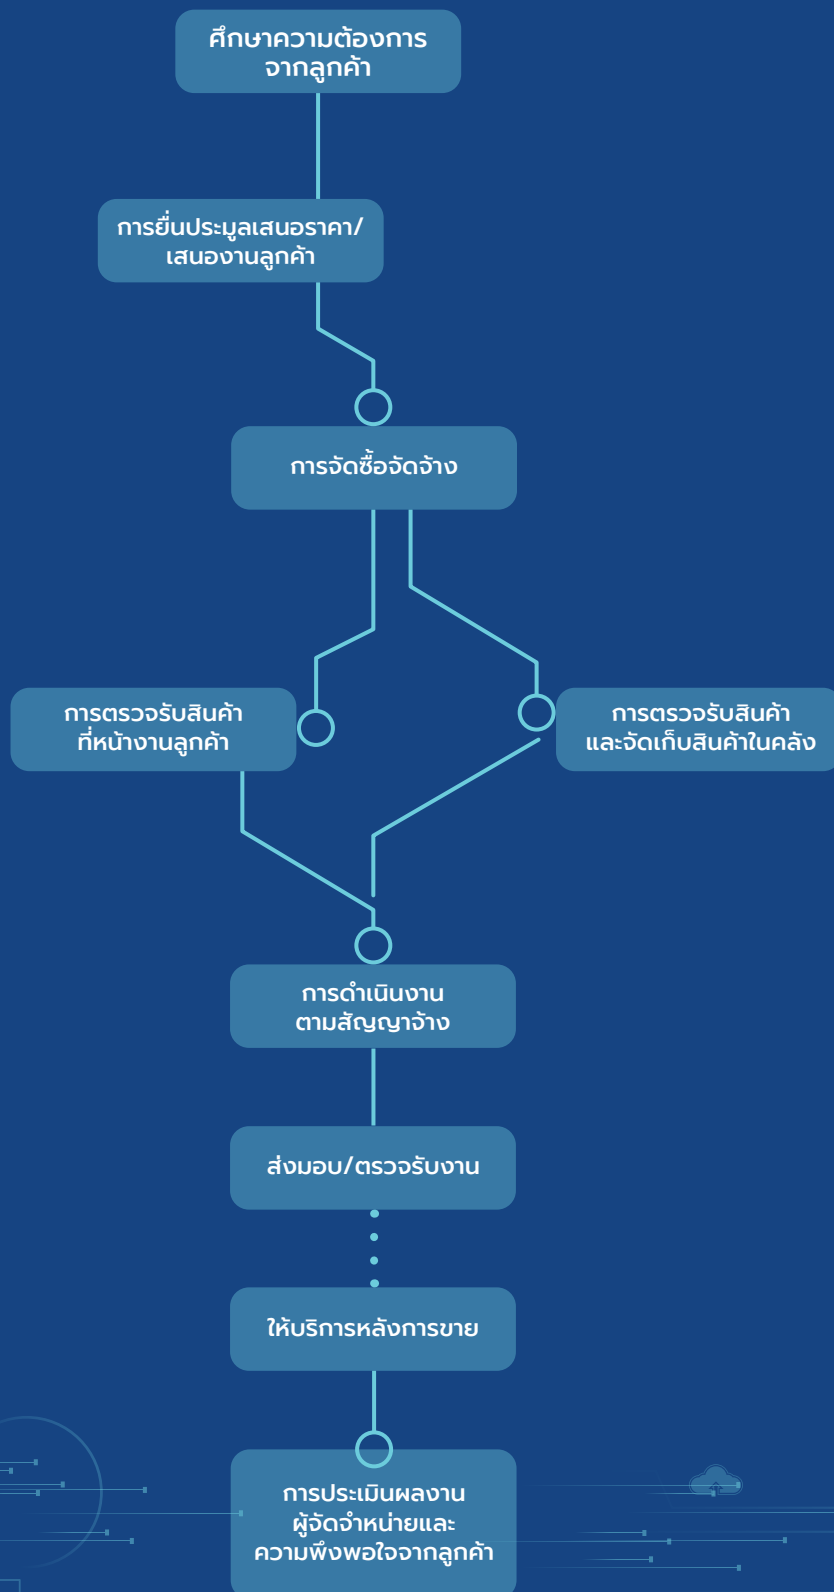 ศึกษาความต้องการ
จากลูกค้า
การยื่นประมูลเสนอราคา/
เสนองานลูกค้า
การจัดซื้อจัดจ้าง
การตรวจรับสินค้า
ที่หน้างานลูกค้า
การตรวจรับสินค้า
และจัดเก็บสินค้าในคลัง
การดำเนินงาน
ตามสัญญาจ้าง
ส่งมอบ/ตรวจรับงาน
ให้บริการหลังการขาย
การประเมินผลงาน
ผู้จัดจำหน่ายและ
ความพึงพอใจจากลูกค้า